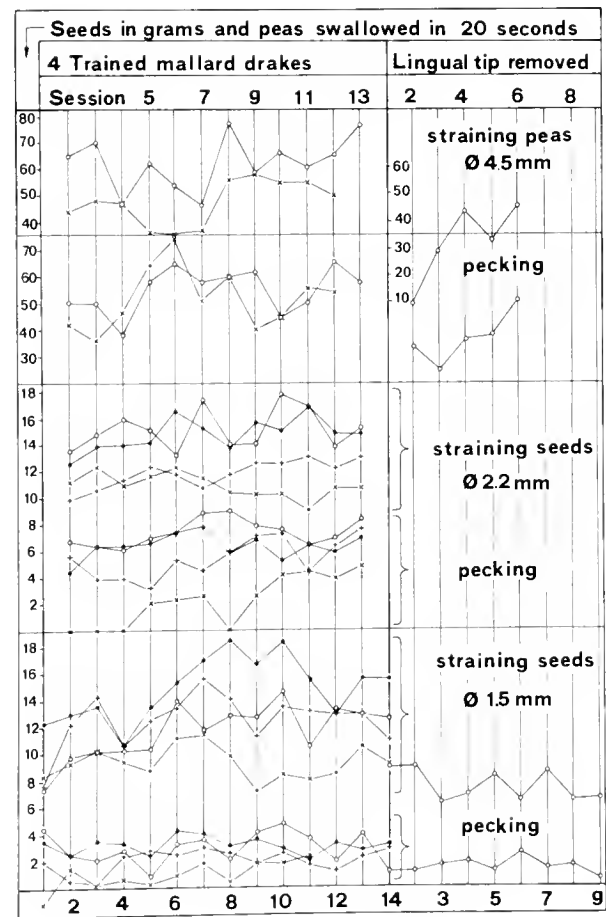 Seeds in grams and peas swallowed in 20 seconds
4 Trained mallard drakes
Lingual tip removed
Session 5 7 9 11 13
2 4 6 8
80
70
60
50
40
straining peas
Ø 4.5 mm
60
50
40
70
60
50
40
30
pecking
30
20
10
18
16
14
12
10
8
6
4
2
straining seeds
Ø 2.2 mm
pecking
18
16
14
12
10
8
6
4
2
straining seeds
Ø 1.5 mm
pecking
2 4 6 8 10 12 14 3 5 7 9